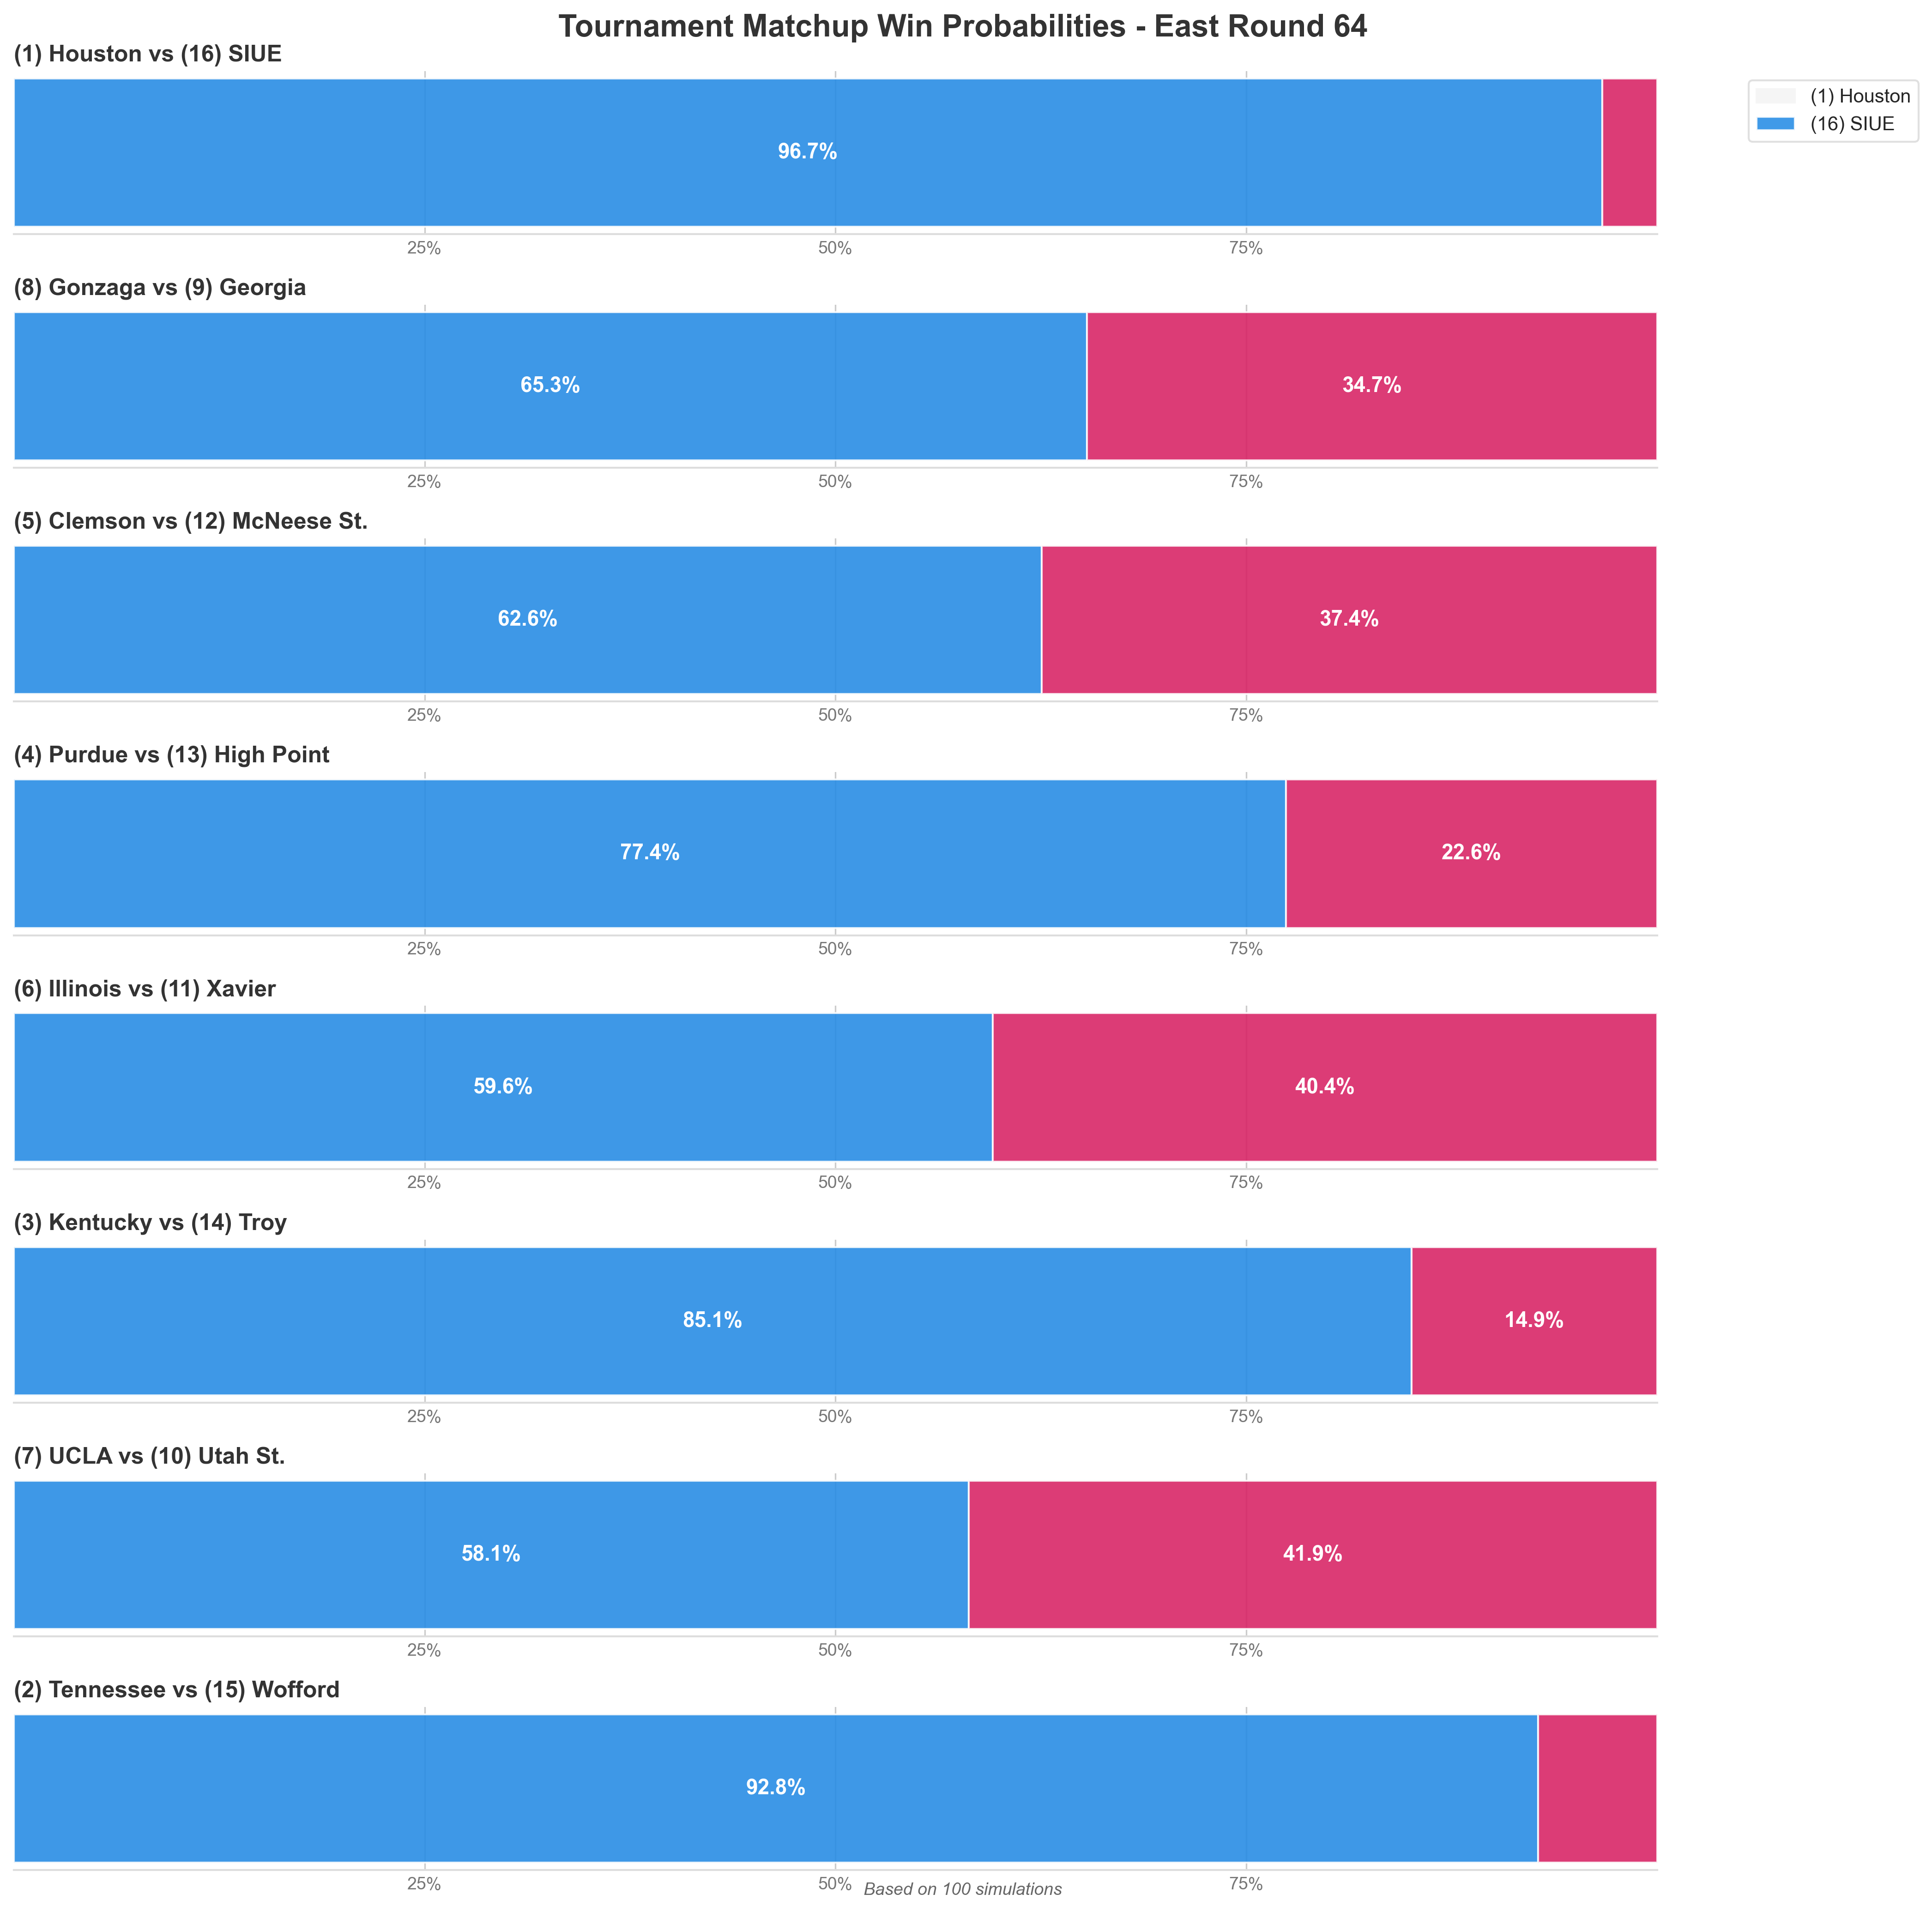 Tournament Matchup Win Probabilities - East Round 64
(1) Houston vs (16) SIUE
(1) Houston
(16) SIUE
96.7%
25% 50% 75%
(8) Gonzaga vs (9) Georgia
65.3% 34.7%
25% 50% 75%
(5) Clemson vs (12) McNeese St.
62.6% 37.4%
25% 50% 75%
(4) Purdue vs (13) High Point
77.4% 22.6%
25% 50% 75%
(6) Illinois vs (11) Xavier
59.6% 40.4%
25% 50% 75%
(3) Kentucky vs (14) Troy
85.1% 14.9%
25% 50% 75%
(7) UCLA vs (10) Utah St.
58.1% 41.9%
25% 50% 75%
(2) Tennessee vs (15) Wofford
92.8%
25% 50% 75%
Based on 100 simulations